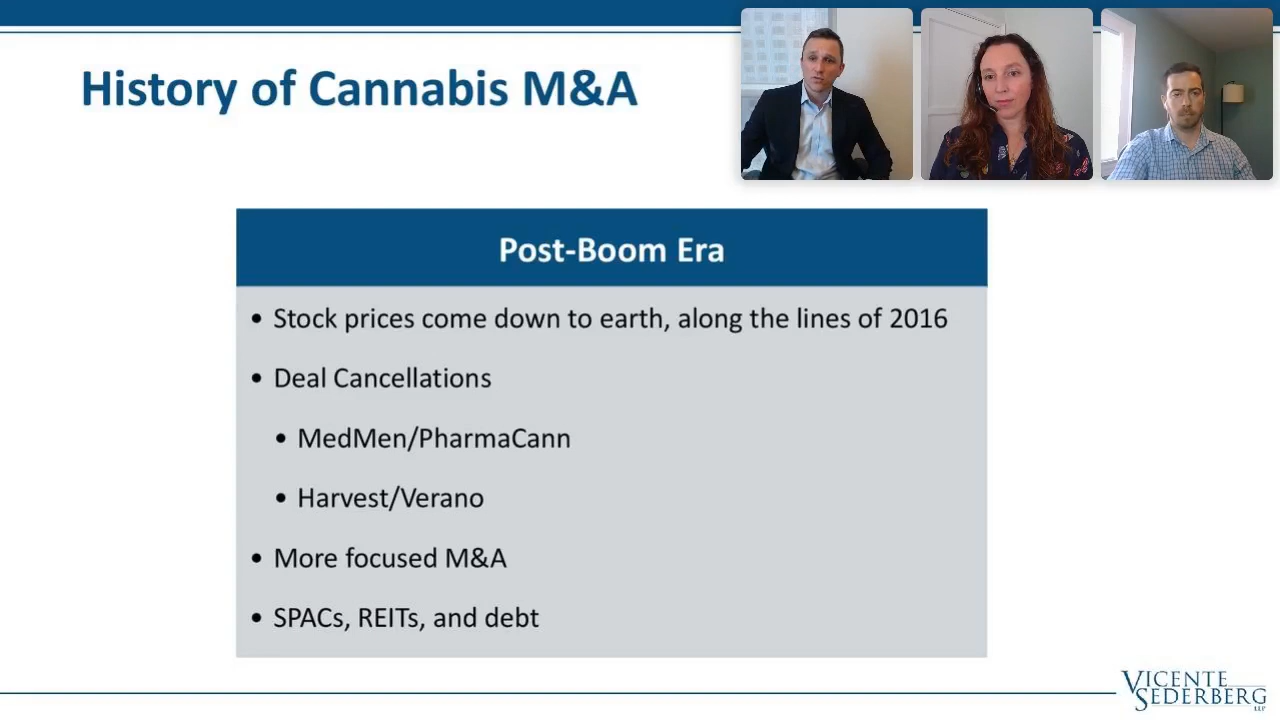 History of Cannabis M&A
Post-Boom Era
• Stock prices come down to earth, along the lines of 2016
• Deal Cancellations
• MedMen/PharmaCann
• Harvest/Verano
• More focused M&A
• SPACs, REITs, and debt
VICENTE
SEDERBERG
LLP